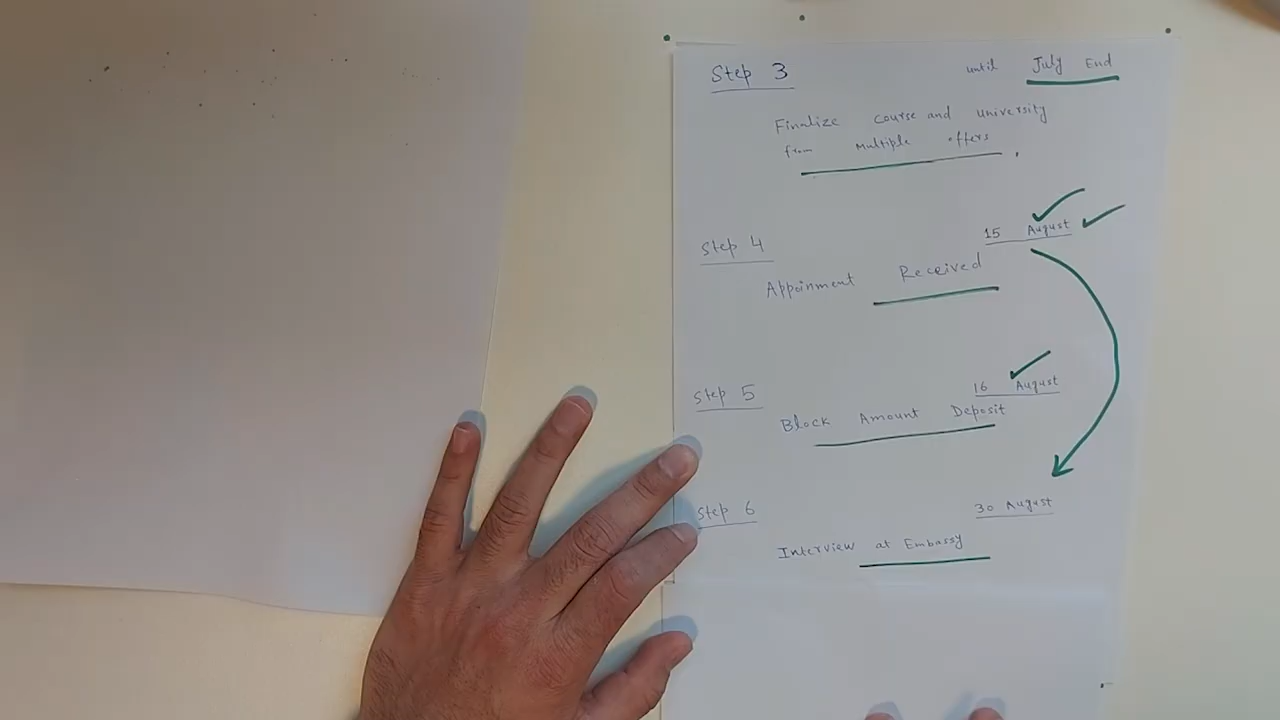 Step 3 until July End
Finalize course and university
from Multiple offers.
Step 4 15 August
Appoinment Received
Step 5 16 August
Block Amount Deposit
Step 6 30 August
Interview at Embassy